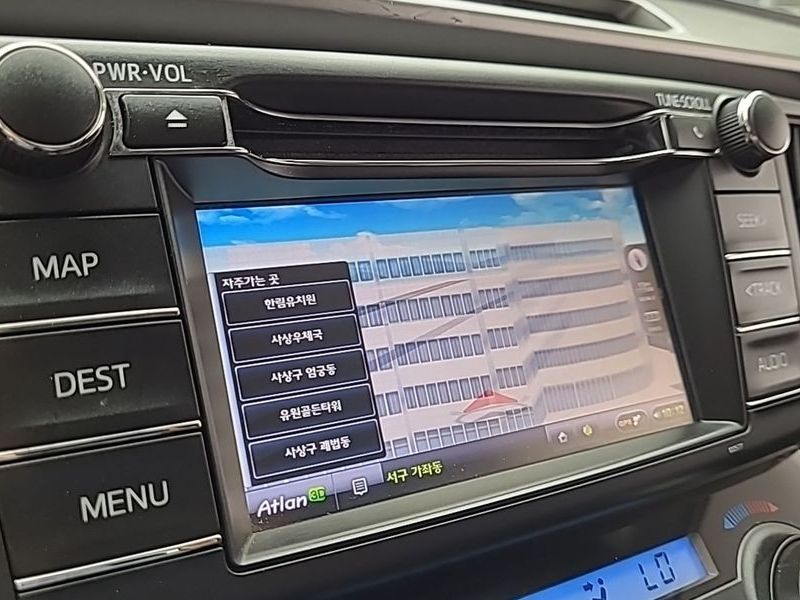 PWR·VOL
TUNE·SCROLL
MAP
DEST
MENU
SEEK>
<TRACK
AUDIO
자주가는 곳
한림유치원
사상우체국
사상구 엄궁동
유원골든타워
사상구 괘법동
Atlan 3D
서구 가좌동
GPS
LO